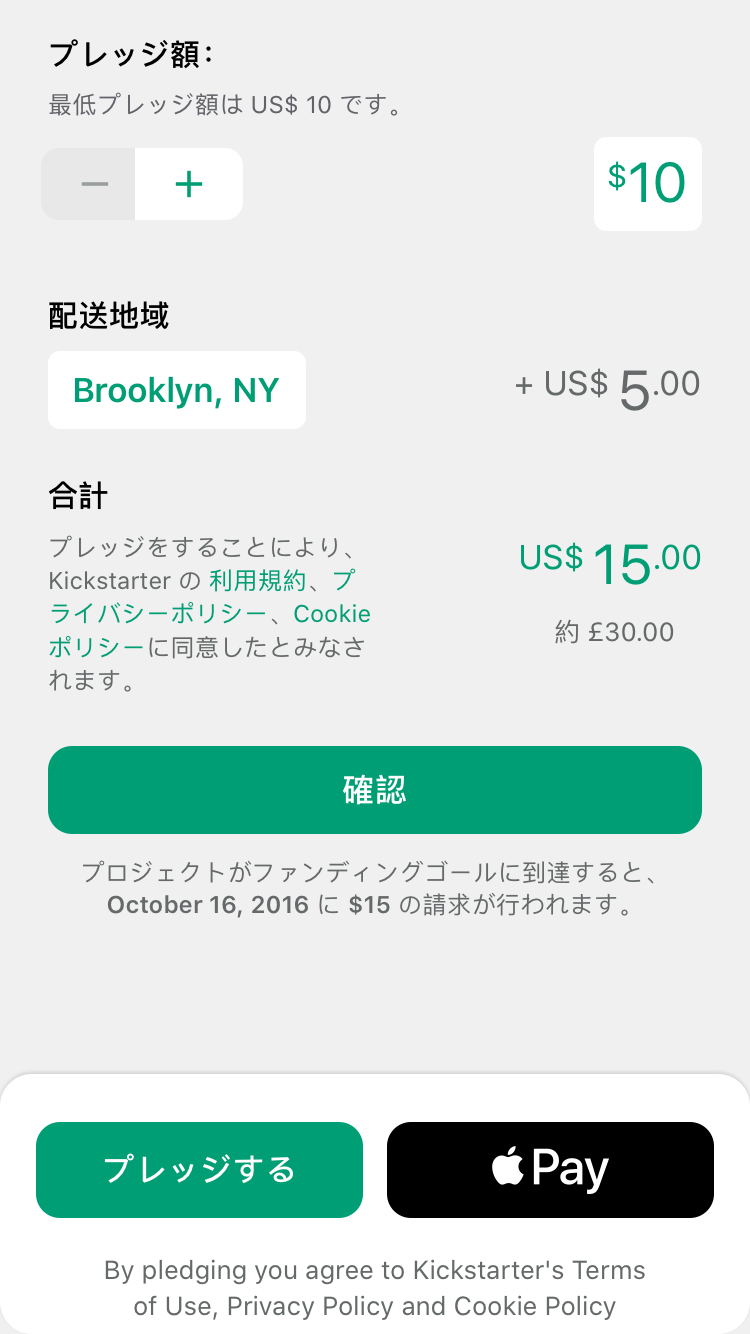 プレッジ額:
最低プレッジ額は US$ 10 です。
− +
$10
配送地域
Brooklyn, NY
+ US$ 5.00
合計
プレッジをすることにより、
Kickstarter の 利用規約、プ
ライバシーポリシー、Cookie
ポリシーに同意したとみなさ
れます。
US$ 15.00
約 £30.00
確認
プロジェクトがファンディングゴールに到達すると、
October 16, 2016 に $15 の請求が行われます。
プレッジする
Pay
By pledging you agree to Kickstarter's Terms
of Use, Privacy Policy and Cookie Policy